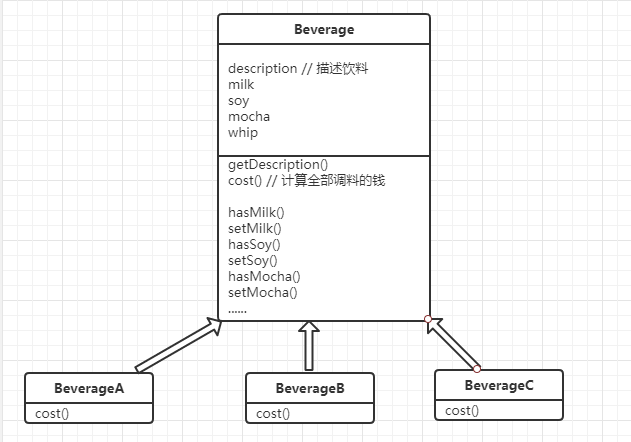 Beverage
description // 描述饮料
milk
soy
mocha
whip
getDescription()
cost() // 计算全部调料的钱
hasMilk()
setMilk()
hasSoy()
setSoy()
hasMocha()
setMocha()
......
BeverageA
cost()
BeverageB
cost()
BeverageC
cost()